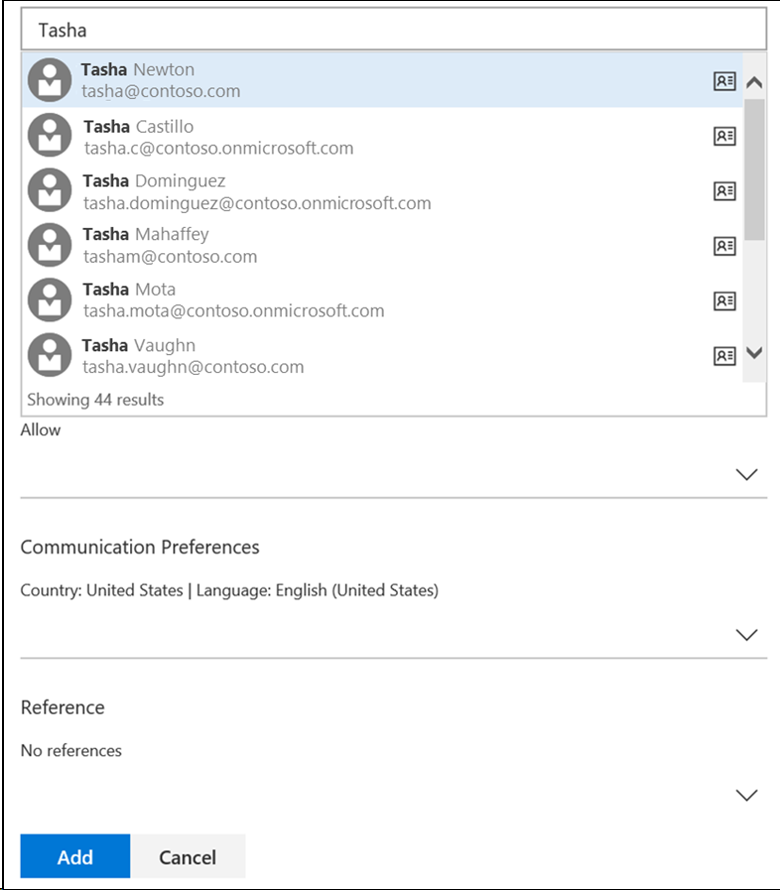 Tasha
Tasha Newton
tasha@contoso.com
Tasha Castillo
tasha.c@contoso.onmicrosoft.com
Tasha Dominguez
tasha.dominguez@contoso.onmicrosoft.com
Tasha Mahaffey
tasham@contoso.com
Tasha Mota
tasha.mota@contoso.onmicrosoft.com
Tasha Vaughn
tasha.vaughn@contoso.com
Showing 44 results
Allow
Communication Preferences
Country: United States | Language: English (United States)
Reference
No references
Add Cancel